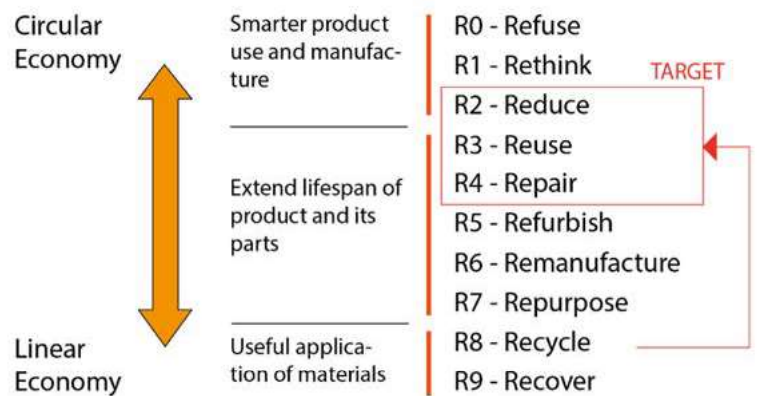 Circular
Economy
Smarter product
use and manufac-
ture
R0 - Refuse
R1 - Rethink
TARGET
R2 - Reduce
R3 - Reuse
R4 - Repair
Extend lifespan of
product and its
parts
R5 - Refurbish
R6 - Remanufacture
R7 - Repurpose
Linear
Economy
Useful applica-
tion of materials
R8 - Recycle
R9 - Recover